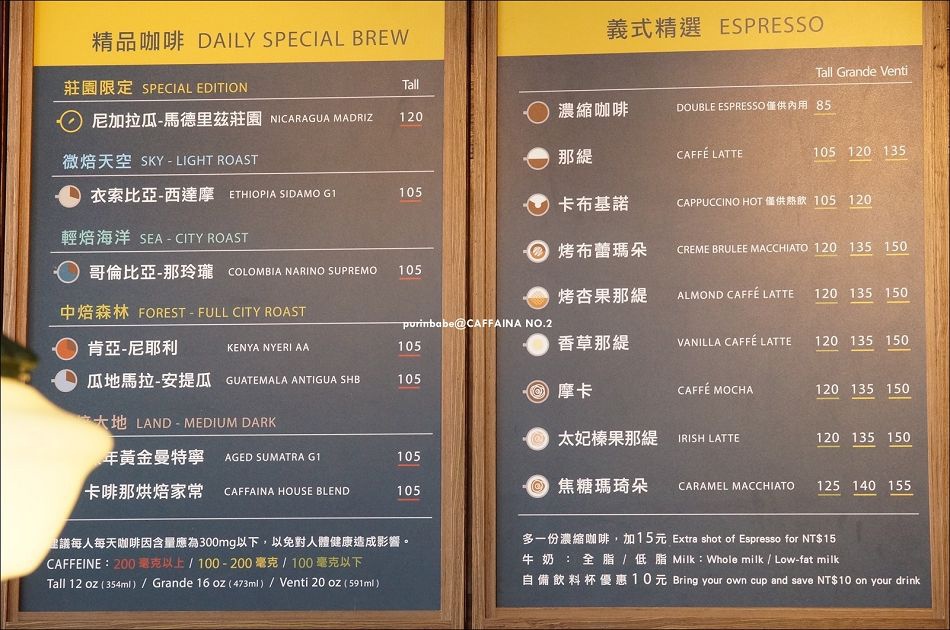 精品咖啡 DAILY SPECIAL BREW
莊園限定 SPECIAL EDITION Tall
尼加拉瓜-馬德里茲莊園 NICARAGUA MADRIZ 120
微焙天空 SKY - LIGHT ROAST
衣索比亞-西達摩 ETHIOPIA SIDAMO G1 105
輕焙海洋 SEA - CITY ROAST
哥倫比亞-那玲瓏 COLOMBIA NARINO SUPREMO 105
中焙森林 FOREST - FULL CITY ROAST
肯亞-尼耶利 KENYA NYERI AA 105
瓜地馬拉-安提瓜 GUATEMALA ANTIGUA SHB 105
大地 LAND - MEDIUM DARK
年黃金曼特寧 AGED SUMATRA G1 105
卡啡那烘焙家常 CAFFAINA HOUSE BLEND 105
建議每人每天咖啡因含量應為300mg以下，以免對人體健康造成影響。
CAFFEINE：200 毫克以上 / 100 - 200 毫克 / 100 毫克以下
Tall 12 oz (354ml) / Grande 16 oz (473ml) / Venti 20 oz (591ml)
義式精選 ESPRESSO
Tall Grande Venti
濃縮咖啡 DOUBLE ESPRESSO僅供內用 85
那緹 CAFFÉ LATTE 105 120 135
卡布基諾 CAPPUCCINO HOT 僅供熱飲 105 120
烤布蕾瑪朵 CREME BRULEE MACCHIATO 120 135 150
烤杏果那緹 ALMOND CAFFÉ LATTE 120 135 150
香草那緹 VANILLA CAFFÉ LATTE 120 135 150
摩卡 CAFFÉ MOCHA 120 135 150
太妃榛果那緹 IRISH LATTE 120 135 150
焦糖瑪琦朵 CARAMEL MACCHIATO 125 140 155
多一份濃縮咖啡，加15元 Extra shot of Espresso for NT$15
牛奶：全脂/低脂 Milk：Whole milk / Low-fat milk
自備飲料杯優惠10元 Bring your own cup and save NT$10 on your drink
purinbabe@CAFFAINA NO.2